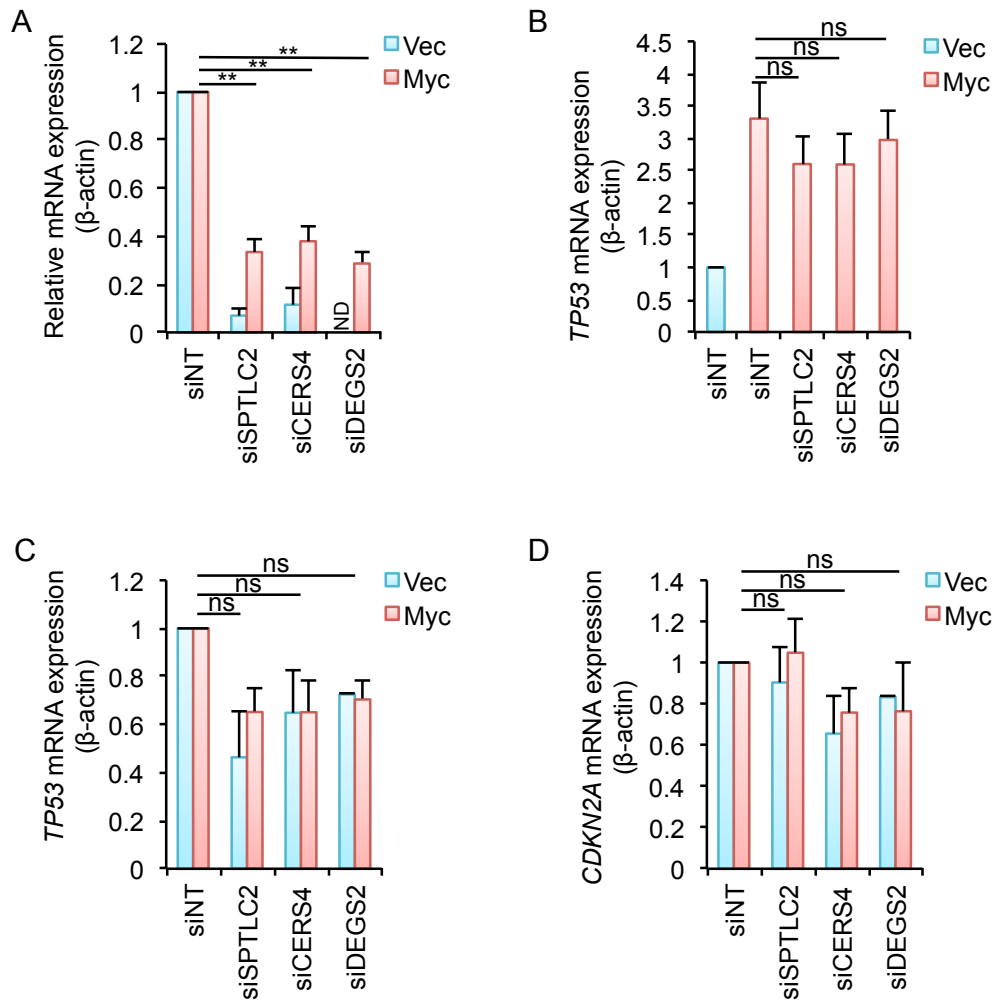 A
Relative mRNA expression
(β-actin)
1.2
1
0.8
0.6
0.4
0.2
0
**
**
**
ND
Vec
Myc
siNT
siSPTLC2
siCERS4
siDEGS2
B
TP53 mRNA expression
(β-actin)
4.5
4
3.5
3
2.5
2
1.5
1
0.5
0
ns
ns
ns
Vec
Myc
siNT
siNT
siSPTLC2
siCERS4
siDEGS2
C
TP53 mRNA expression
(β-actin)
1.2
1
0.8
0.6
0.4
0.2
0
ns
ns
ns
Vec
Myc
siNT
siSPTLC2
siCERS4
siDEGS2
D
CDKN2A mRNA expression
(β-actin)
1.4
1.2
1
0.8
0.6
0.4
0.2
0
ns
ns
ns
Vec
Myc
siNT
siSPTLC2
siCERS4
siDEGS2